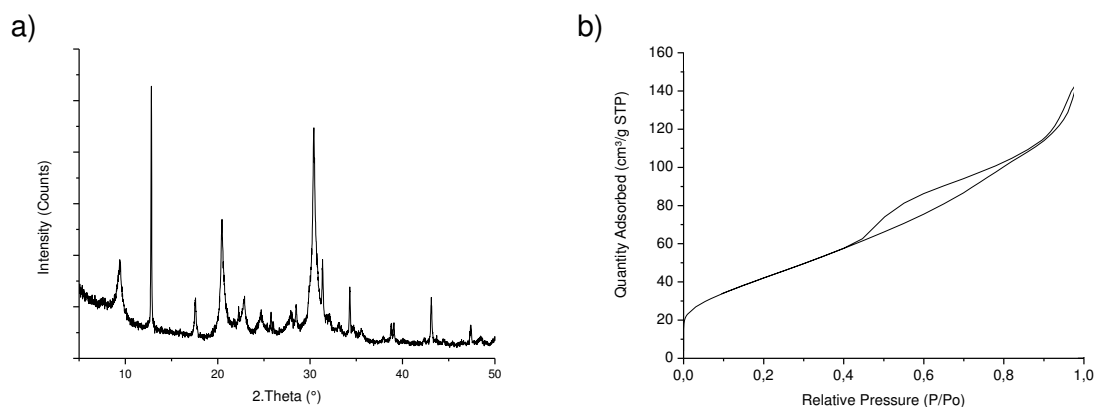 a)
Intensity (Counts)
10 20 30 40 50
2.Theta (°)
b)
Quantity Adsorbed (cm³/g STP)
160
140
120
100
80
60
40
20
0
0,0 0,2 0,4 0,6 0,8 1,0
Relative Pressure (P/Po)